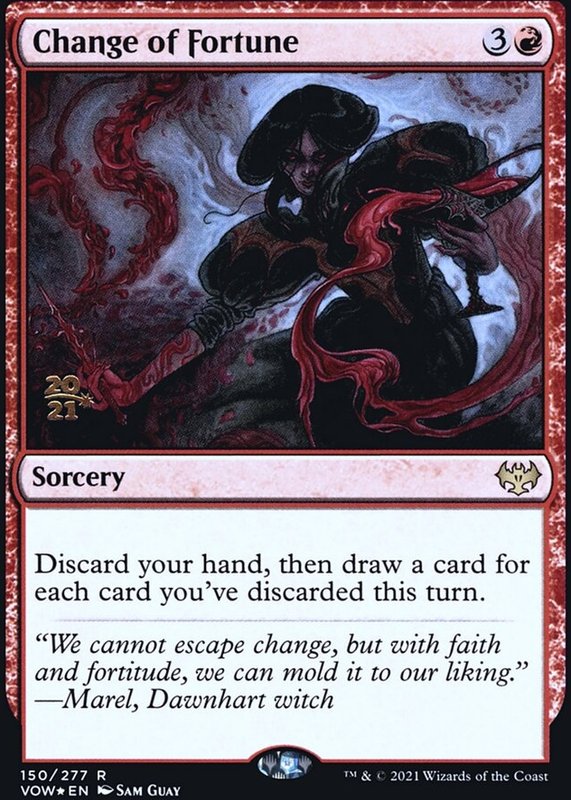 Change of Fortune 3
20
21
Sorcery
Discard your hand, then draw a card for
each card you’ve discarded this turn.
“We cannot escape change, but with faith
and fortitude, we can mold it to our liking.”
—Marel, Dawnhart witch
150/277 R
VOW★EN Sam Guay
™ & © 2021 Wizards of the Coast